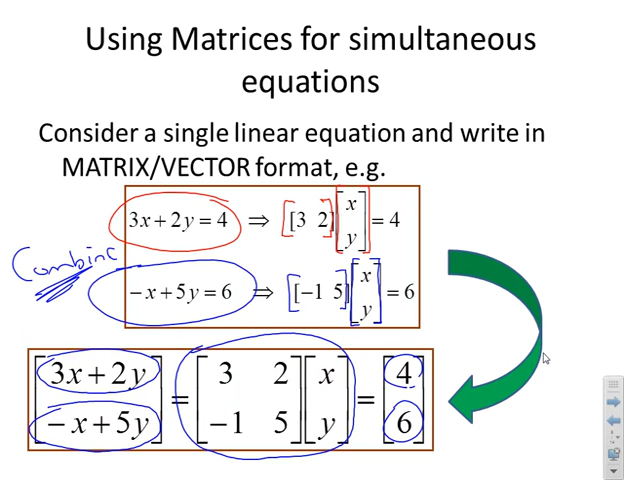 Using Matrices for simultaneous
equations
Consider a single linear equation and write in
MATRIX/VECTOR format, e.g.
3x + 2y = 4 ⇒ [3 2] [x y] = 4
Combine
−x + 5y = 6 ⇒ [−1 5] [x y] = 6
[3x + 2y] = [3 2] [x] = [4]
[−x + 5y] [−1 5] [y] [6]